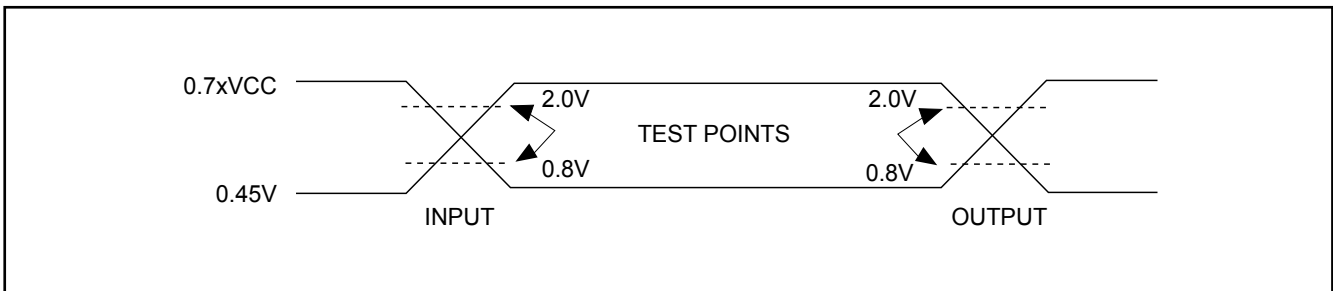 0.7xVCC
2.0V
2.0V
TEST POINTS
0.8V
0.8V
0.45V
INPUT
OUTPUT